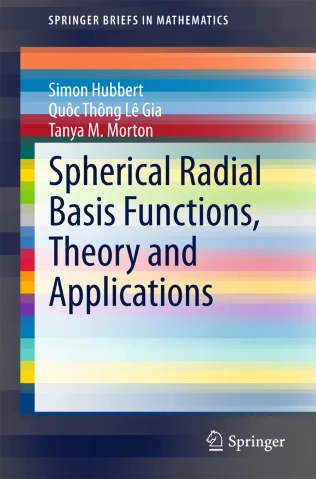 SPRINGER BRIEFS IN MATHEMATICS
Simon Hubbert
Quôc Thông Lê Gia
Tanya M. Morton
Spherical Radial
Basis Functions,
Theory and
Applications
Springer